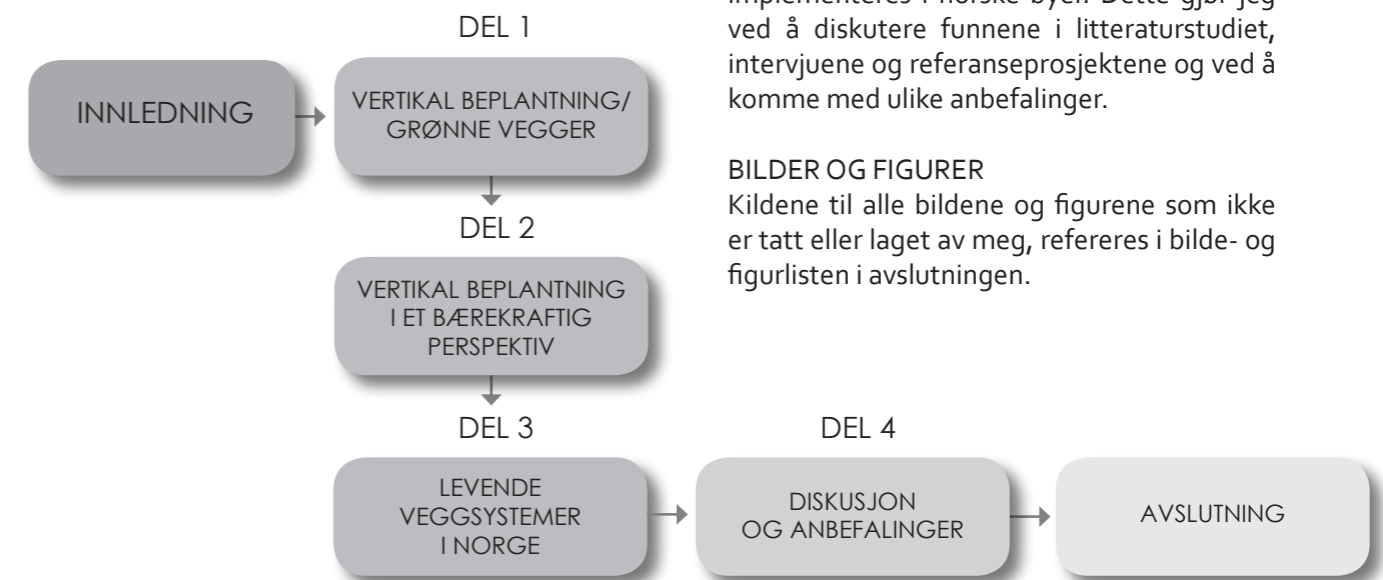 implementeres i norske byer. Dette gjør jeg
ved å diskutere funnene i litteraturstudiet,
intervjuene og referanseprosjektene og ved å
komme med ulike anbefalinger.
BILDER OG FIGURER
Kildene til alle bildene og figurene som ikke
er tatt eller laget av meg, refereres i bilde- og
figurlisten i avslutningen.
INNLEDNING
DEL 1
VERTIKAL BEPLANTNING/
GRØNNE VEGGER
DEL 2
VERTIKAL BEPLANTNING
I ET BÆREKRAFTIG
PERSPEKTIV
DEL 3
LEVENDE
VEGGSYSTEMER
I NORGE
DEL 4
DISKUSJON
OG ANBEFALINGER
AVSLUTNING